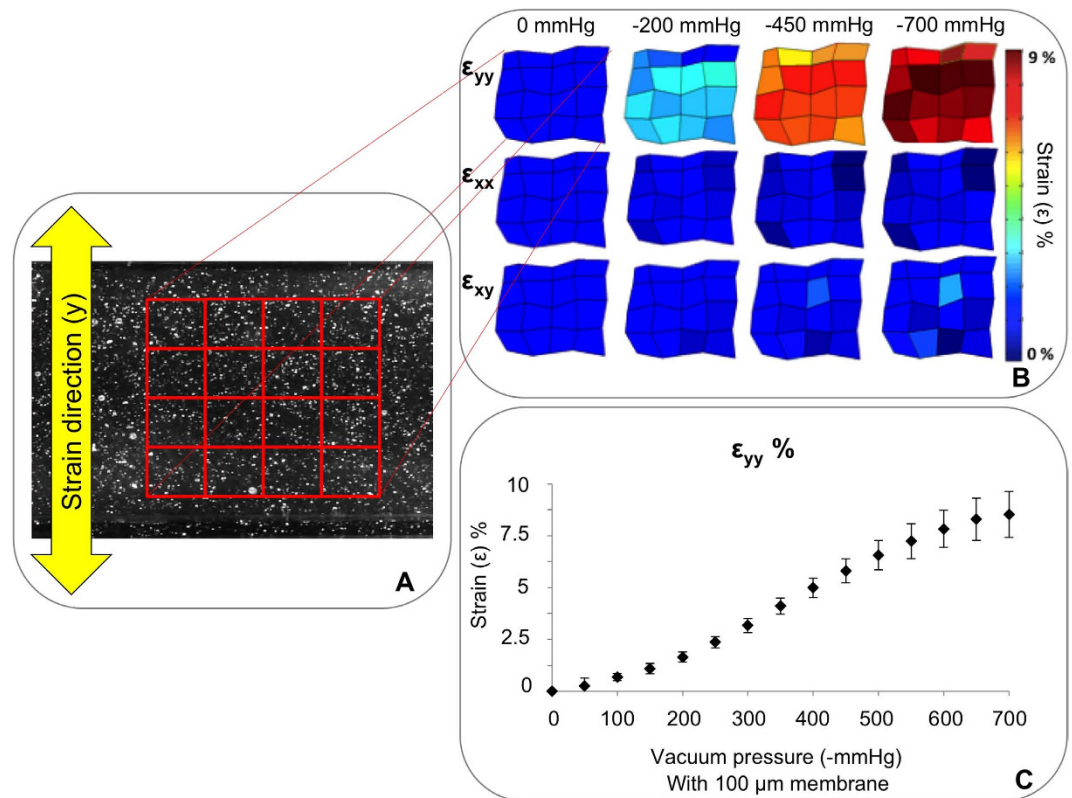 Strain direction (y)
A
0 mmHg -200 mmHg -450 mmHg -700 mmHg
εyy
εxx
εxy
9 %
Strain (ε) %
0 %
B
εyy %
Strain (ε) %
10
7.5
5
2.5
0
0 100 200 300 400 500 600 700
Vacuum pressure (-mmHg)
With 100 µm membrane
C